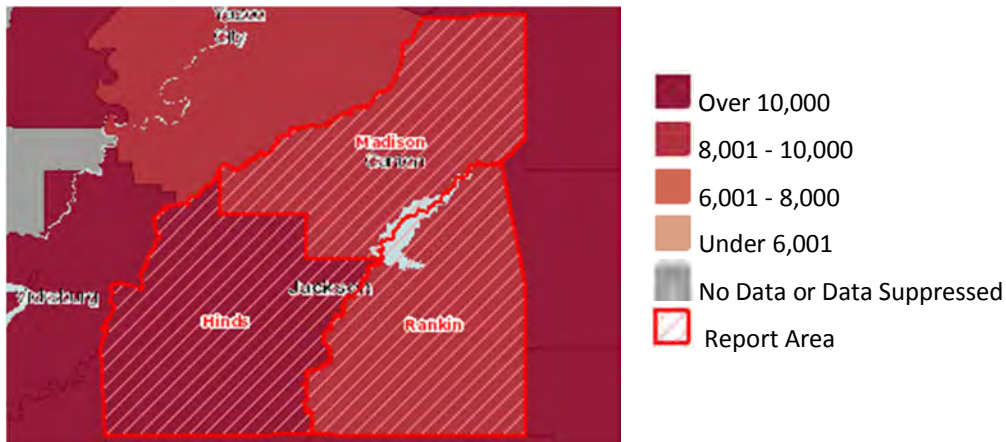 Yazoo
City
Madison
Canton
Jackson
Vicksburg
Hinds
Rankin
Over 10,000
8,001 - 10,000
6,001 - 8,000
Under 6,001
No Data or Data Suppressed
Report Area